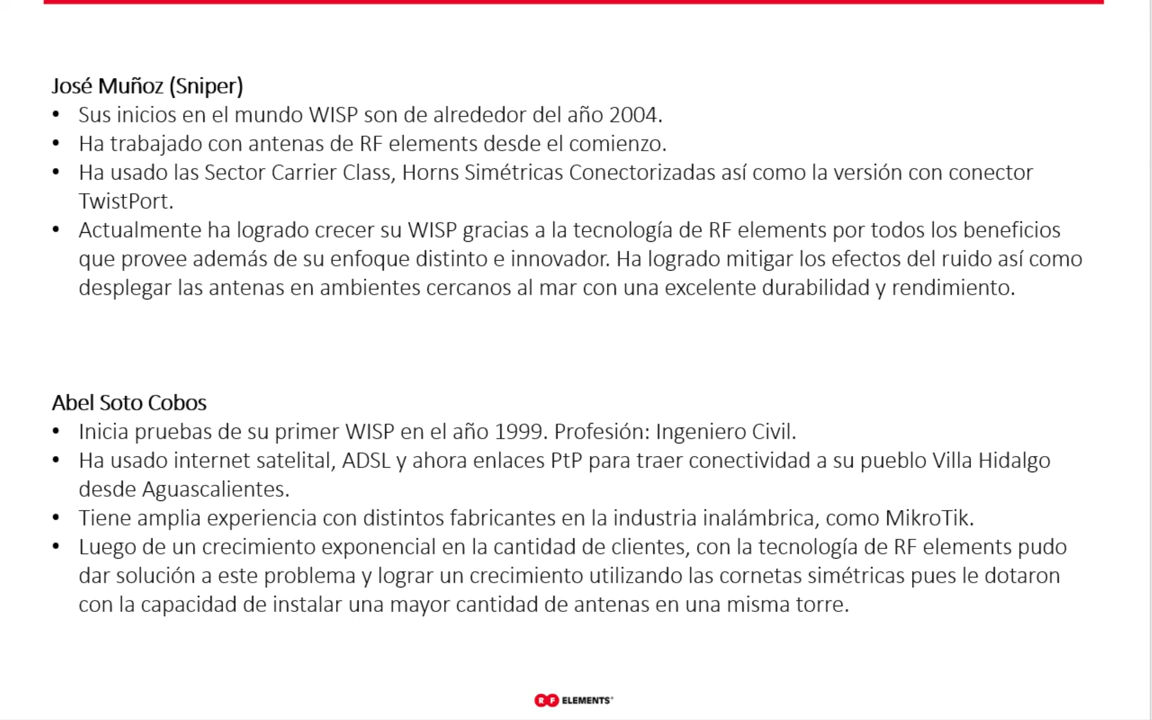 José Muñoz (Sniper)
• Sus inicios en el mundo WISP son de alrededor del año 2004.
• Ha trabajado con antenas de RF elements desde el comienzo.
• Ha usado las Sector Carrier Class, Horns Simétricas Conectorizadas así como la versión con conector
TwistPort.
• Actualmente ha logrado crecer su WISP gracias a la tecnología de RF elements por todos los beneficios
que provee además de su enfoque distinto e innovador. Ha logrado mitigar los efectos del ruido así como
desplegar las antenas en ambientes cercanos al mar con una excelente durabilidad y rendimiento.
Abel Soto Cobos
• Inicia pruebas de su primer WISP en el año 1999. Profesión: Ingeniero Civil.
• Ha usado internet satelital, ADSL y ahora enlaces PtP para traer conectividad a su pueblo Villa Hidalgo
desde Aguascalientes.
• Tiene amplia experiencia con distintos fabricantes en la industria inalámbrica, como MikroTik.
• Luego de un crecimiento exponencial en la cantidad de clientes, con la tecnología de RF elements pudo
dar solución a este problema y lograr un crecimiento utilizando las cornetas simétricas pues le dotaron
con la capacidad de instalar una mayor cantidad de antenas en una misma torre.
RF ELEMENTS